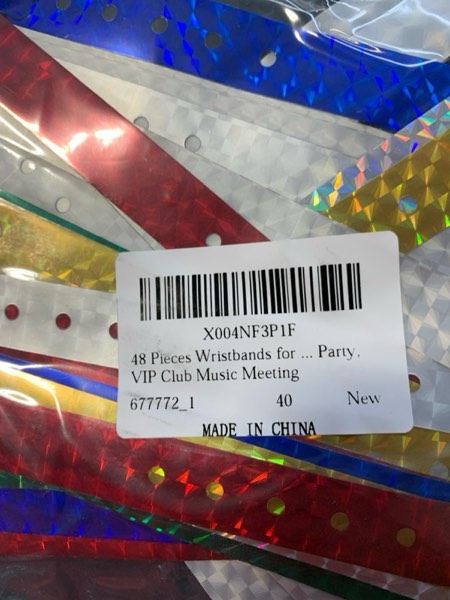 X004NF3P1F
48 Pieces Wristbands for ... Party.
VIP Club Music Meeting
677772_1 40 New
MADE IN CHINA